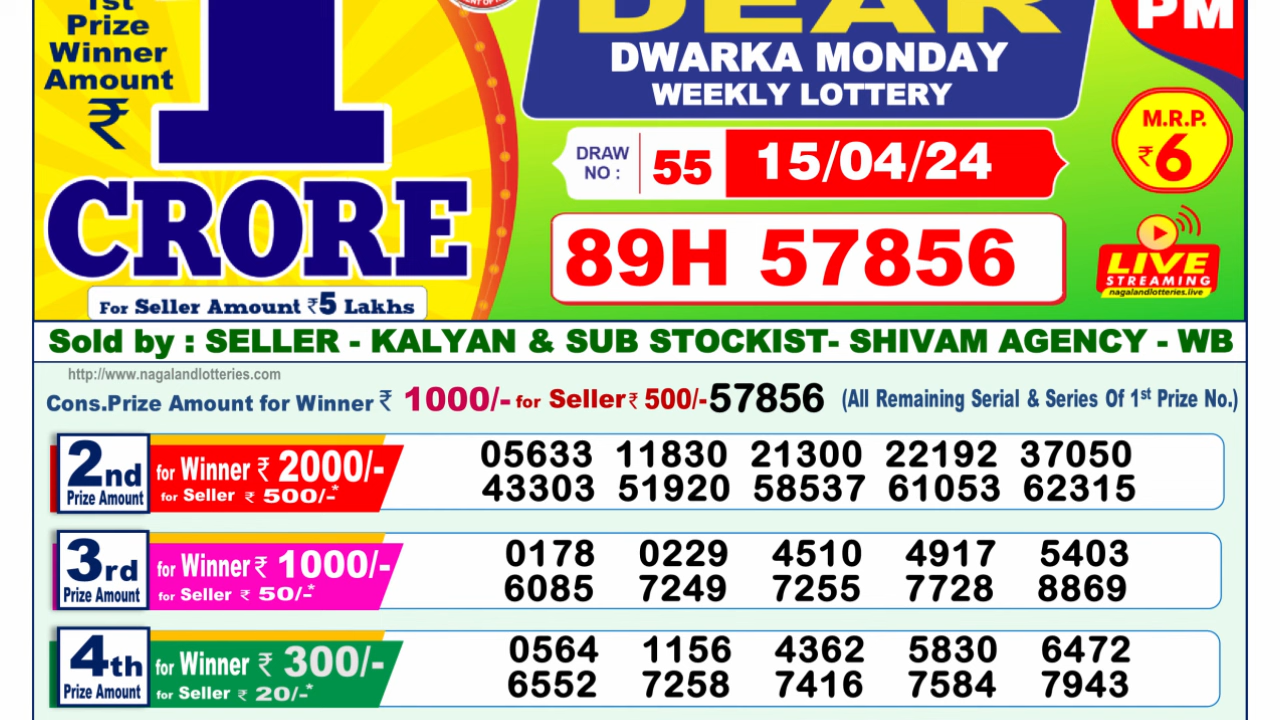 1st
Prize
Winner
Amount
₹
1
CRORE
For Seller Amount ₹5 Lakhs
DEAR
DWARKA MONDAY
WEEKLY LOTTERY
DRAW NO : 55 15/04/24
89H 57856
PM
M.R.P.
₹6
LIVE
STREAMING
nagalandlotteries.live
Sold by : SELLER - KALYAN & SUB STOCKIST- SHIVAM AGENCY - WB
http://www.nagalandlotteries.com
Cons.Prize Amount for Winner ₹ 1000/- for Seller ₹ 500/- 57856 (All Remaining Serial & Series Of 1st Prize No.)
2nd
Prize Amount
for Winner ₹ 2000/-
for Seller ₹ 500/-*
05633 11830 21300 22192 37050
43303 51920 58537 61053 62315
3rd
Prize Amount
for Winner ₹ 1000/-
for Seller ₹ 50/-*
0178 0229 4510 4917 5403
6085 7249 7255 7728 8869
4th
Prize Amount
for Winner ₹ 300/-
for Seller ₹ 20/-*
0564 1156 4362 5830 6472
6552 7258 7416 7584 7943